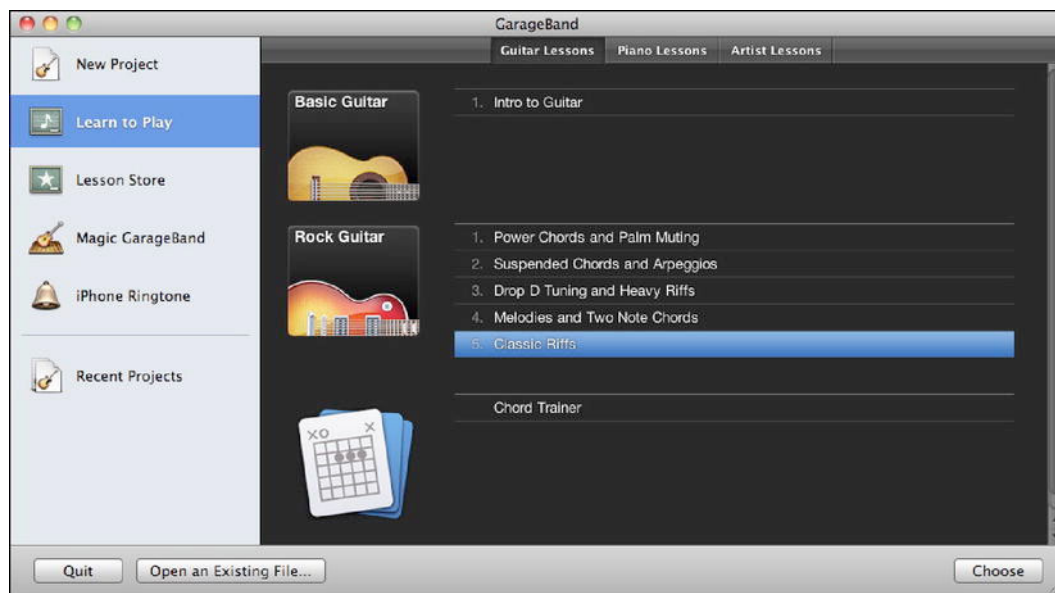 GarageBand
New Project
Learn to Play
Lesson Store
Magic GarageBand
iPhone Ringtone
Recent Projects
Guitar Lessons Piano Lessons Artist Lessons
Basic Guitar
1. Intro to Guitar
Rock Guitar
1. Power Chords and Palm Muting
2. Suspended Chords and Arpeggios
3. Drop D Tuning and Heavy Riffs
4. Melodies and Two Note Chords
5. Classic Riffs
XO X
Chord Trainer
Quit Open an Existing File... Choose